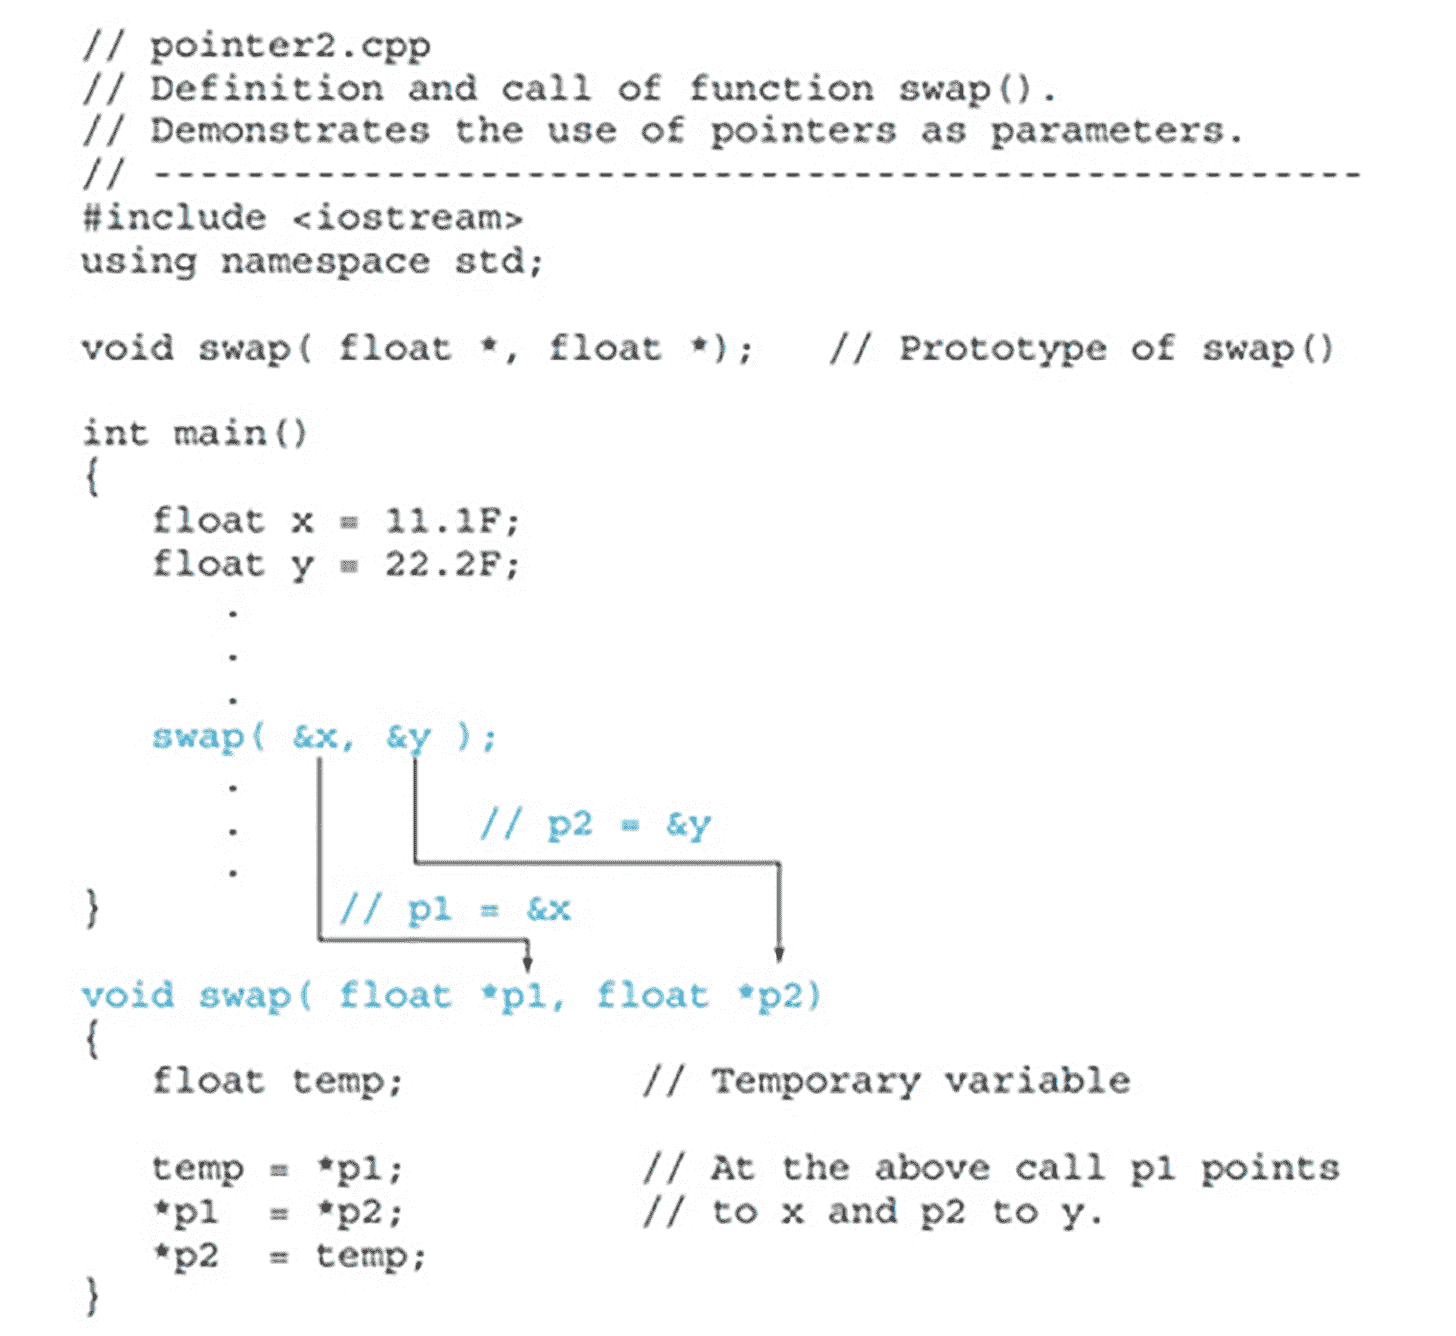 // pointer2.cpp
// Definition and call of function swap().
// Demonstrates the use of pointers as parameters.
// ----------------------------------------------------
#include <iostream>
using namespace std;
void swap( float *, float *);   // Prototype of swap()
int main()
{
   float x = 11.1F;
   float y = 22.2F;
      .
      .
      .
   swap( &x, &y );
      .
      .   // p2 = &y
      .
}   // p1 = &x
void swap( float *p1, float *p2)
{
   float temp;          // Temporary variable
   temp = *p1;          // At the above call p1 points
   *p1  = *p2;          // to x and p2 to y.
   *p2  = temp;
}